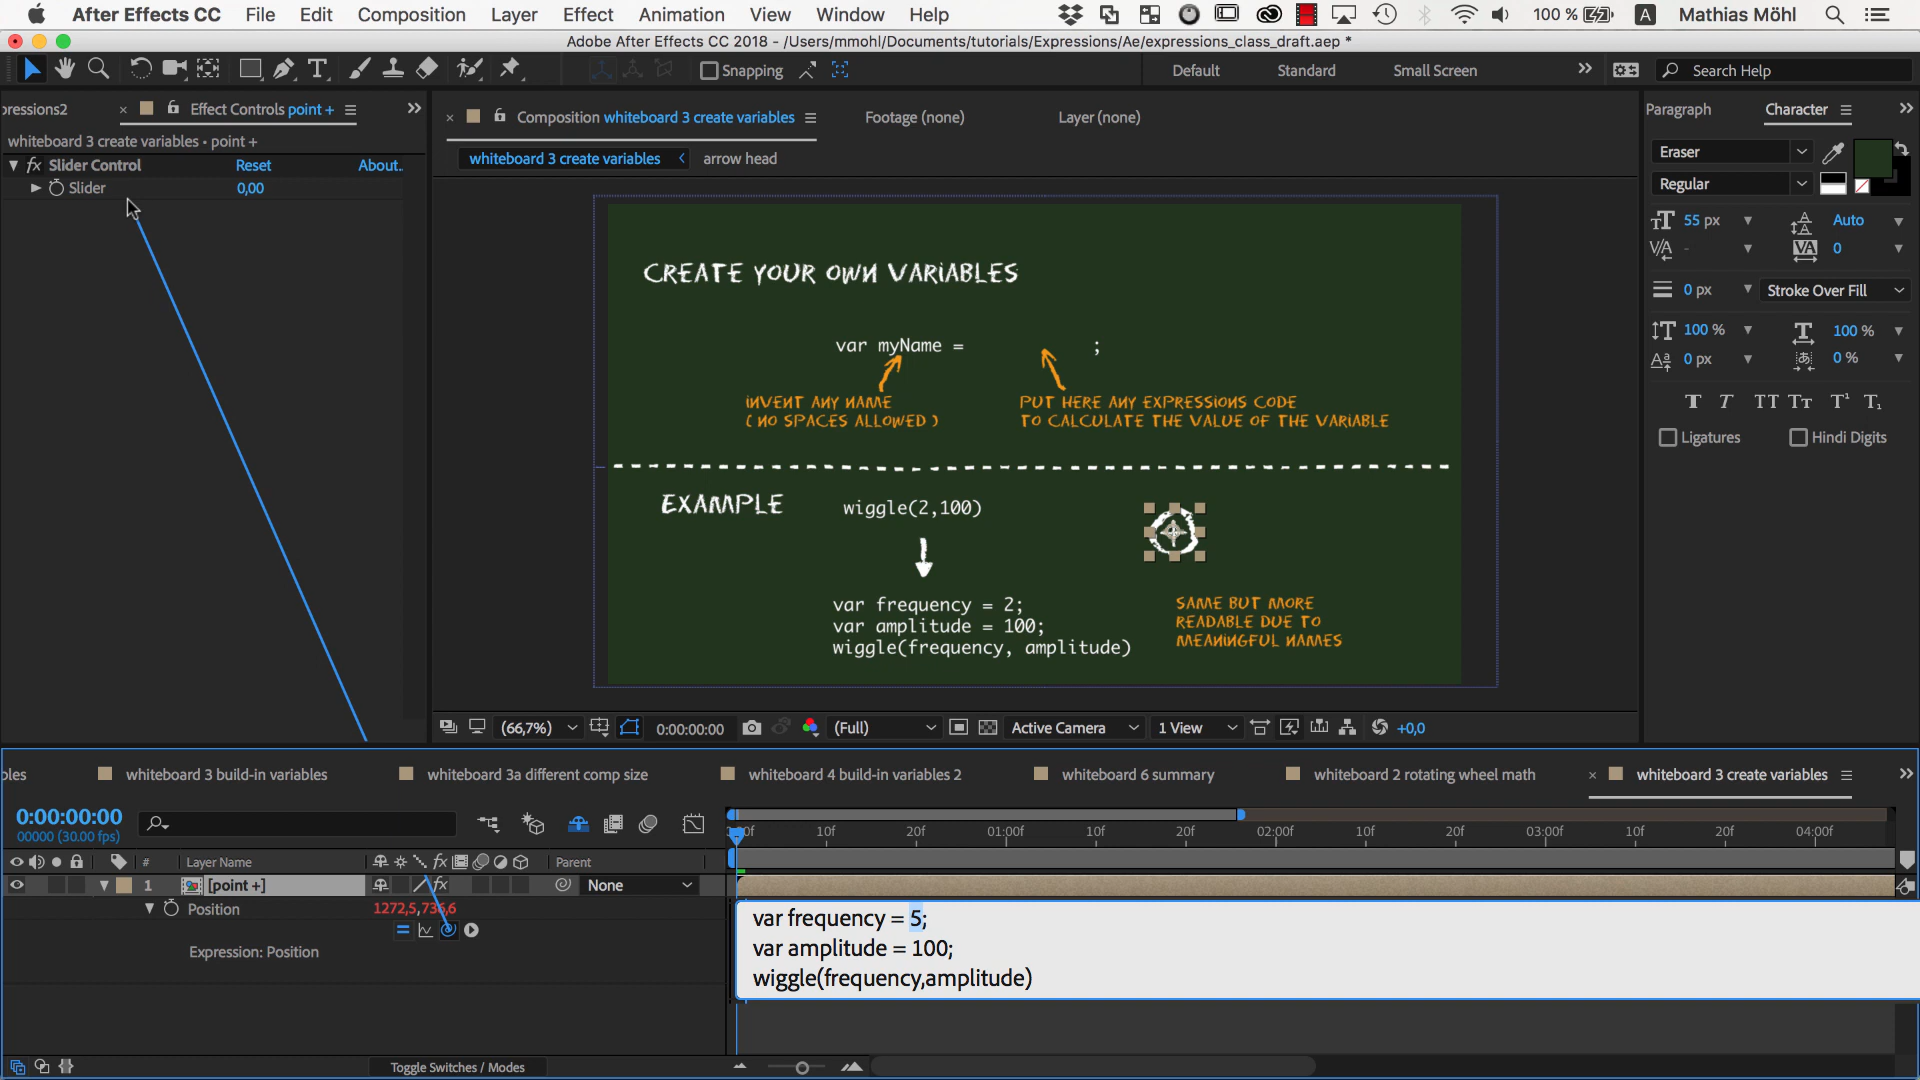 After Effects CC File Edit Composition Layer Effect Animation View Window Help 100 % A Mathias Möhl
Adobe After Effects CC 2018 - /Users/mmohl/Documents/tutorials/Expressions/Ae/expressions_class_draft.aep *
Snapping Default Standard Small Screen Search Help
pressions2 Effect Controls point + Composition whiteboard 3 create variables Footage (none) Layer (none) Paragraph Character
whiteboard 3 create variables • point +
whiteboard 3 create variables arrow head
fx Slider Control Reset About..
Slider 0,00
Eraser
Regular
55 px Auto
- 0
0 px Stroke Over Fill
100 % 100 %
0 px 0 %
Ligatures Hindi Digits
CREATE YOUR OWN VARIABLES
var myName = ;
INVENT ANY NAME
( NO SPACES ALLOWED )
PUT HERE ANY EXPRESSIONS CODE
TO CALCULATE THE VALUE OF THE VARIABLE
EXAMPLE wiggle(2,100)
var frequency = 2;
var amplitude = 100;
wiggle(frequency, amplitude)
SAME BUT MORE
READABLE DUE TO
MEANINGFUL NAMES
(66,7%) 0:00:00:00 (Full) Active Camera 1 View +0,0
bles whiteboard 3 build-in variables whiteboard 3a different comp size whiteboard 4 build-in variables 2 whiteboard 6 summary whiteboard 2 rotating wheel math whiteboard 3 create variables
0:00:00:00
00000 (30.00 fps)
10f 20f 01:00f 10f 20f 02:00f 10f 20f 03:00f 10f 20f 04:00f
# Layer Name fx Parent
1 [point +] fx None
Position 1272,5,736,6
Expression: Position
var frequency = 5;
var amplitude = 100;
wiggle(frequency,amplitude)
Toggle Switches / Modes